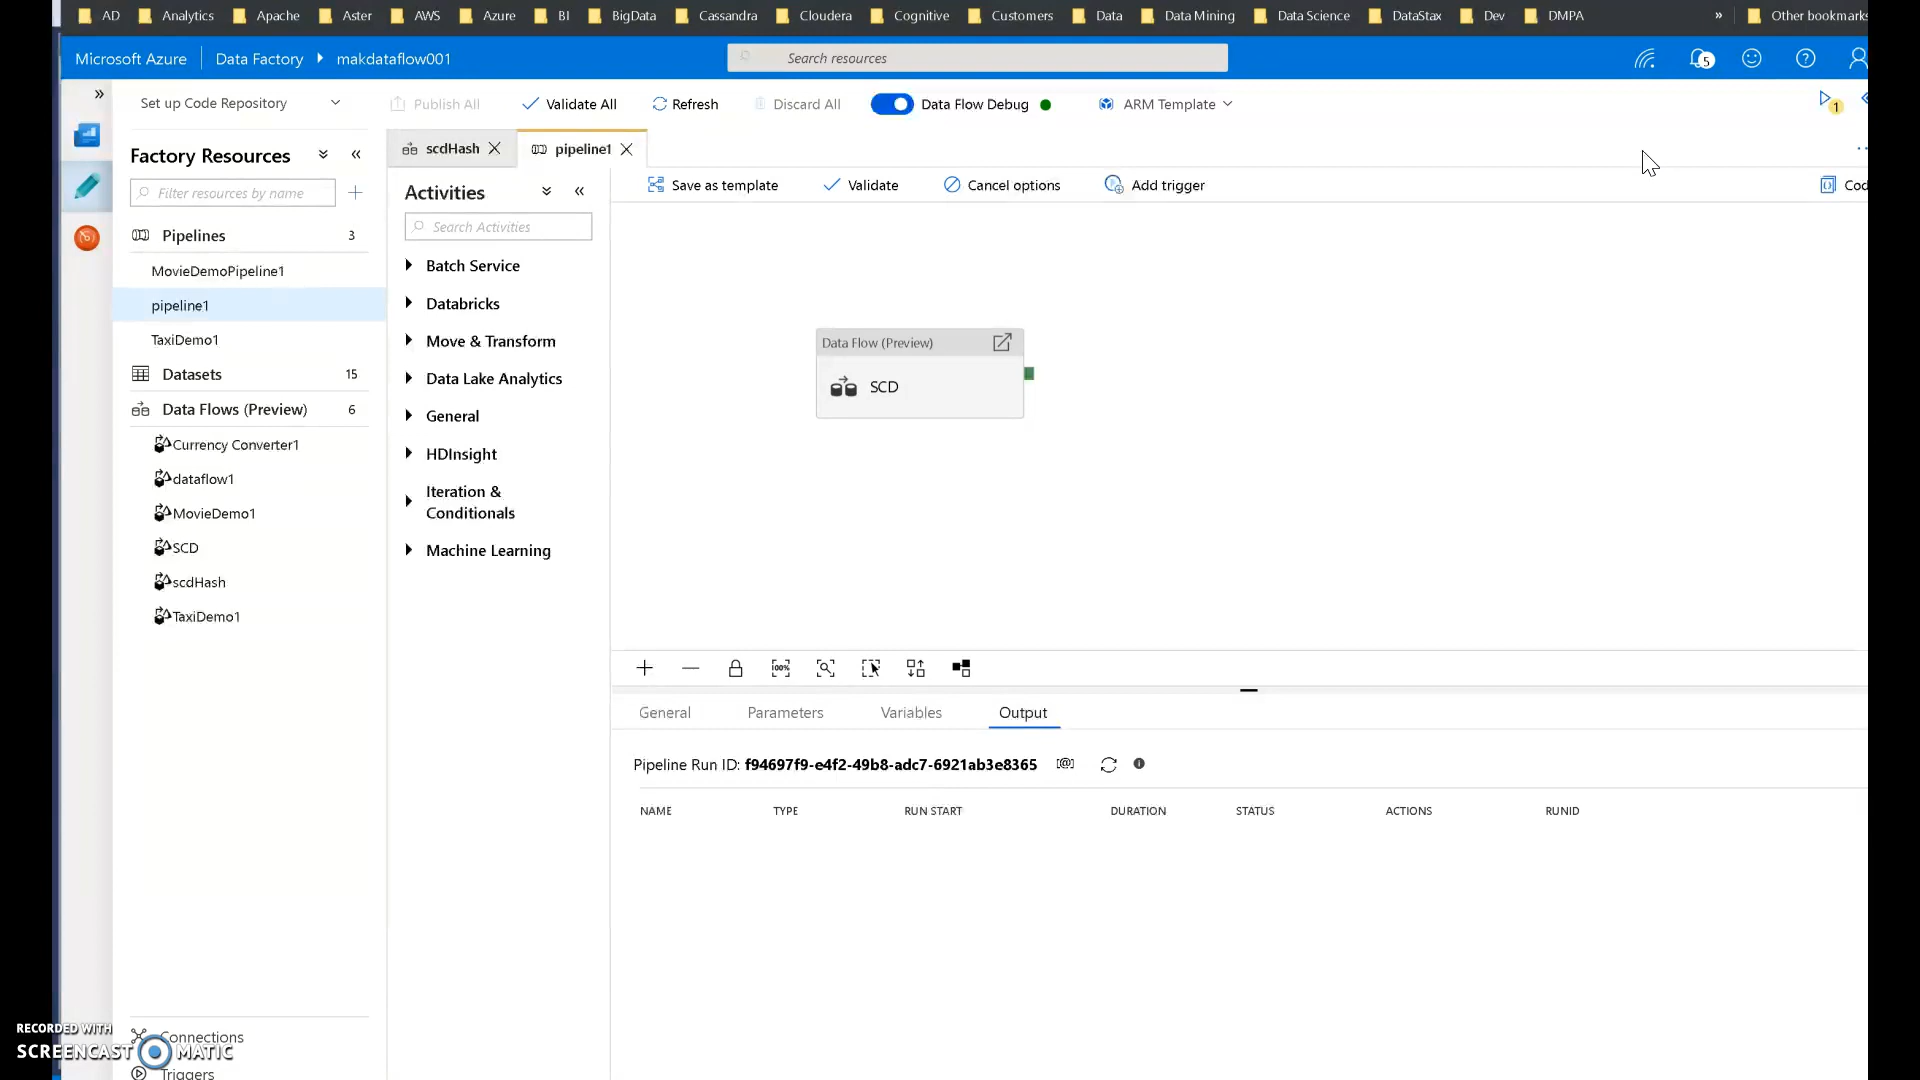 AD Analytics Apache Aster AWS Azure BI BigData Cassandra Cloudera Cognitive Customers Data Data Mining Data Science DataStax Dev DMPA » Other bookmarks
Microsoft Azure Data Factory makdataflow001 Search resources 5
» Set up Code Repository Publish All Validate All Refresh Discard All Data Flow Debug ARM Template 1
Factory Resources
scdHash pipeline1
Filter resources by name
Activities
Save as template Validate Cancel options Add trigger Cod
Search Activities
Pipelines 3
MovieDemoPipeline1
pipeline1
TaxiDemo1
Datasets 15
Data Flows (Preview) 6
Currency Converter1
dataflow1
MovieDemo1
SCD
scdHash
TaxiDemo1
Batch Service
Databricks
Move & Transform
Data Lake Analytics
General
HDInsight
Iteration &
Conditionals
Machine Learning
Data Flow (Preview)
SCD
100%
General Parameters Variables Output
Pipeline Run ID: f94697f9-e4f2-49b8-adc7-6921ab3e8365 [@]
NAME TYPE RUN START DURATION STATUS ACTIONS RUNID
Connections
Triggers
RECORDED WITH
SCREENCAST MATIC